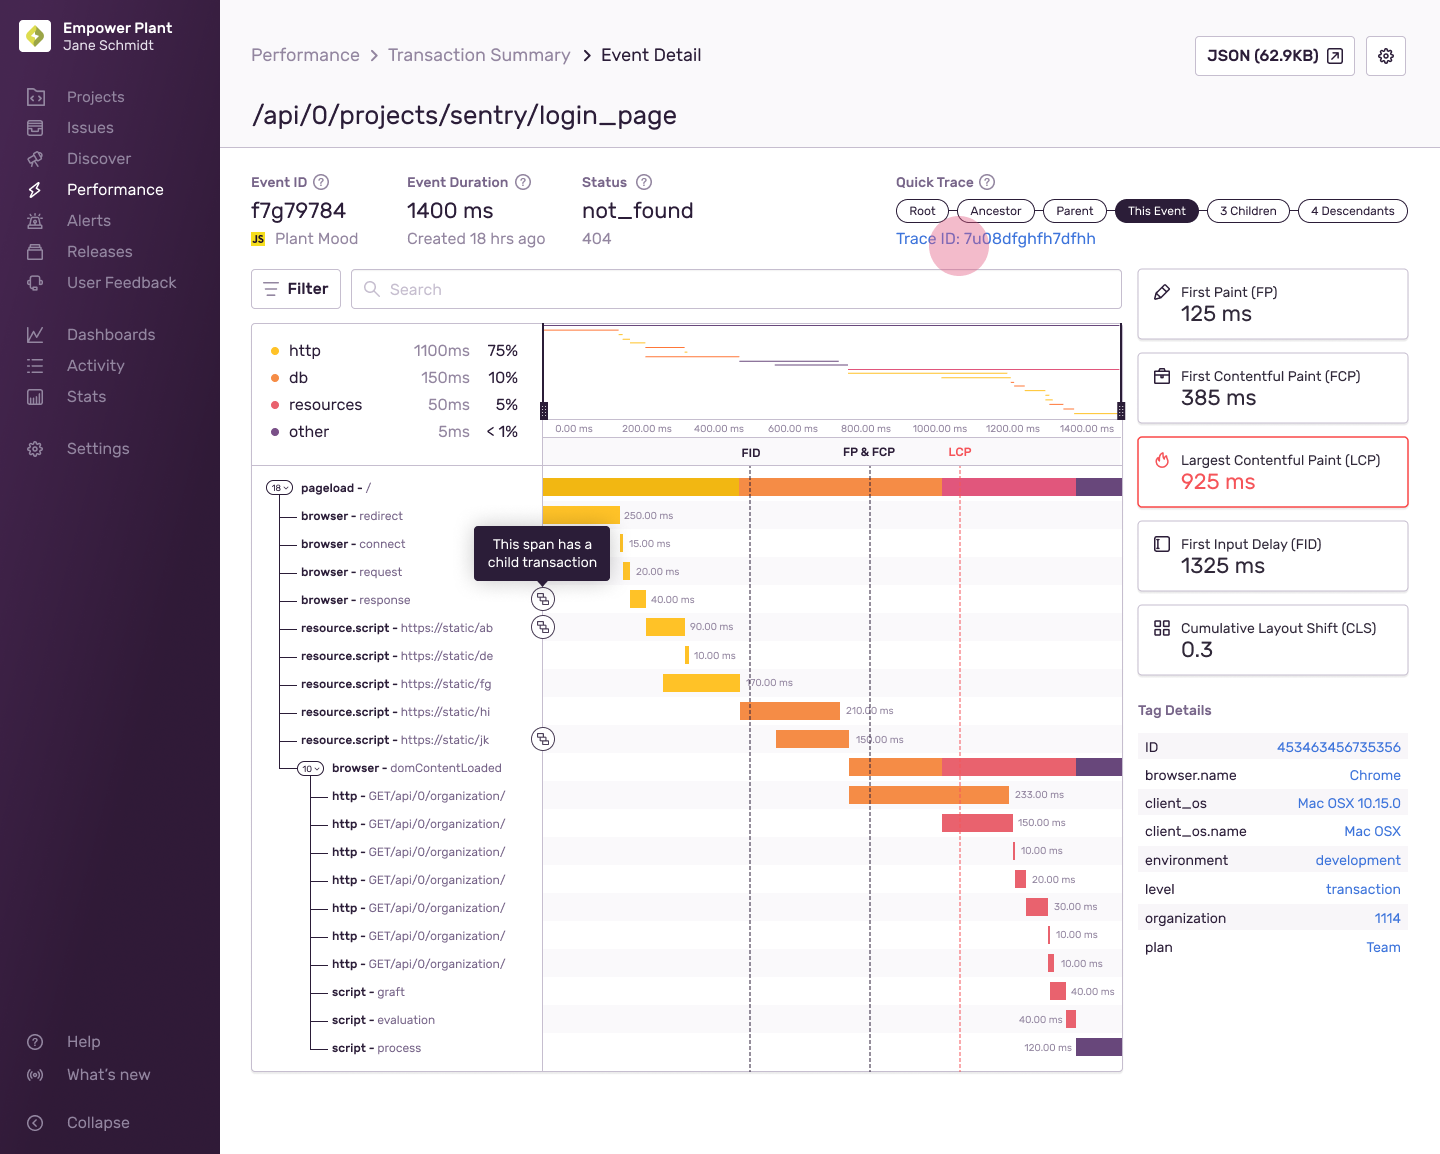 Empower Plant
Jane Schmidt
Projects
Issues
Discover
Performance
Alerts
Releases
User Feedback
Dashboards
Activity
Stats
Settings
Help
What's new
Collapse
Performance > Transaction Summary > Event Detail
JSON (62.9KB)
/api/0/projects/sentry/login_page
Event ID ?
f7g79784
JS Plant Mood
Event Duration ?
1400 ms
Created 18 hrs ago
Status ?
not_found
404
Quick Trace ?
Root Ancestor Parent This Event 3 Children 4 Descendants
Trace ID: 7u08dfghfh7dfhh
Filter
Search
http 1100ms 75%
db 150ms 10%
resources 50ms 5%
other 5ms < 1%
0.00 ms 200.00 ms 400.00 ms 600.00 ms 800.00 ms 1000.00 ms 1200.00 ms 1400.00 ms
FID FP & FCP LCP
18 pageload - /
browser - redirect 250.00 ms
browser - connect 15.00 ms
This span has a
child transaction
browser - request 20.00 ms
browser - response 40.00 ms
resource.script - https://static/ab 90.00 ms
resource.script - https://static/de 10.00 ms
resource.script - https://static/fg 170.00 ms
resource.script - https://static/hi 210.00 ms
resource.script - https://static/jk 150.00 ms
10 browser - domContentLoaded
http - GET/api/0/organization/ 233.00 ms
http - GET/api/0/organization/ 150.00 ms
http - GET/api/0/organization/ 10.00 ms
http - GET/api/0/organization/ 20.00 ms
http - GET/api/0/organization/ 30.00 ms
http - GET/api/0/organization/ 10.00 ms
http - GET/api/0/organization/ 10.00 ms
script - graft 40.00 ms
script - evaluation 40.00 ms
script - process 120.00 ms
First Paint (FP)
125 ms
First Contentful Paint (FCP)
385 ms
Largest Contentful Paint (LCP)
925 ms
First Input Delay (FID)
1325 ms
Cumulative Layout Shift (CLS)
0.3
Tag Details
ID 453463456735356
browser.name Chrome
client_os Mac OSX 10.15.0
client_os.name Mac OSX
environment development
level transaction
organization 1114
plan Team